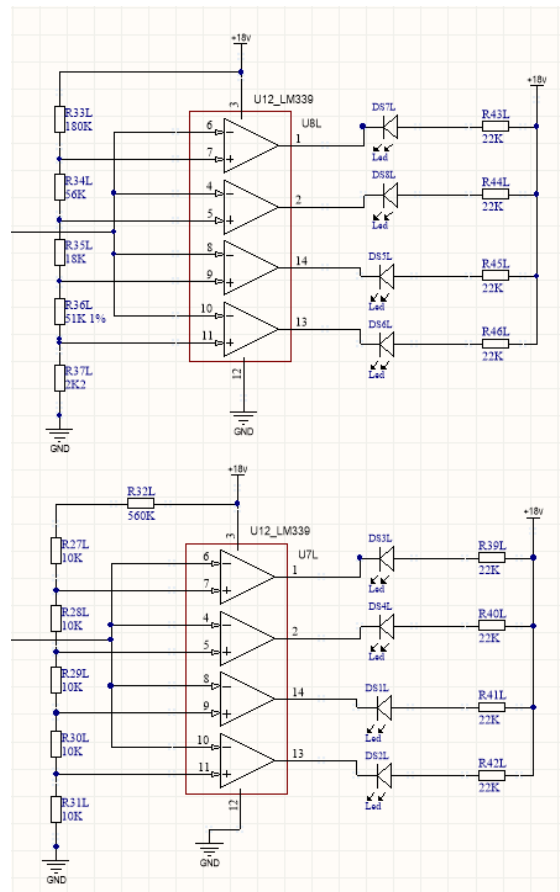 +18v
U12_LM339
U8L
3
R33L
180K
6
7
1
DS7L
Led
R43L
22K
R34L
56K
4
5
2
DS8L
Led
R44L
22K
R35L
18K
8
9
14
DS5L
Led
R45L
22K
R36L
51K 1%
10
11
13
DS6L
Led
R46L
22K
R37L
2K2
12
GND
GND
+18v
+18v
R32L
560K
+18v
U12_LM339
U7L
3
R27L
10K
6
7
1
DS3L
Led
R39L
22K
R28L
10K
4
5
2
DS4L
Led
R40L
22K
R29L
10K
8
9
14
DS1L
Led
R41L
22K
R30L
10K
10
11
13
DS2L
Led
R42L
22K
R31L
10K
12
GND
GND